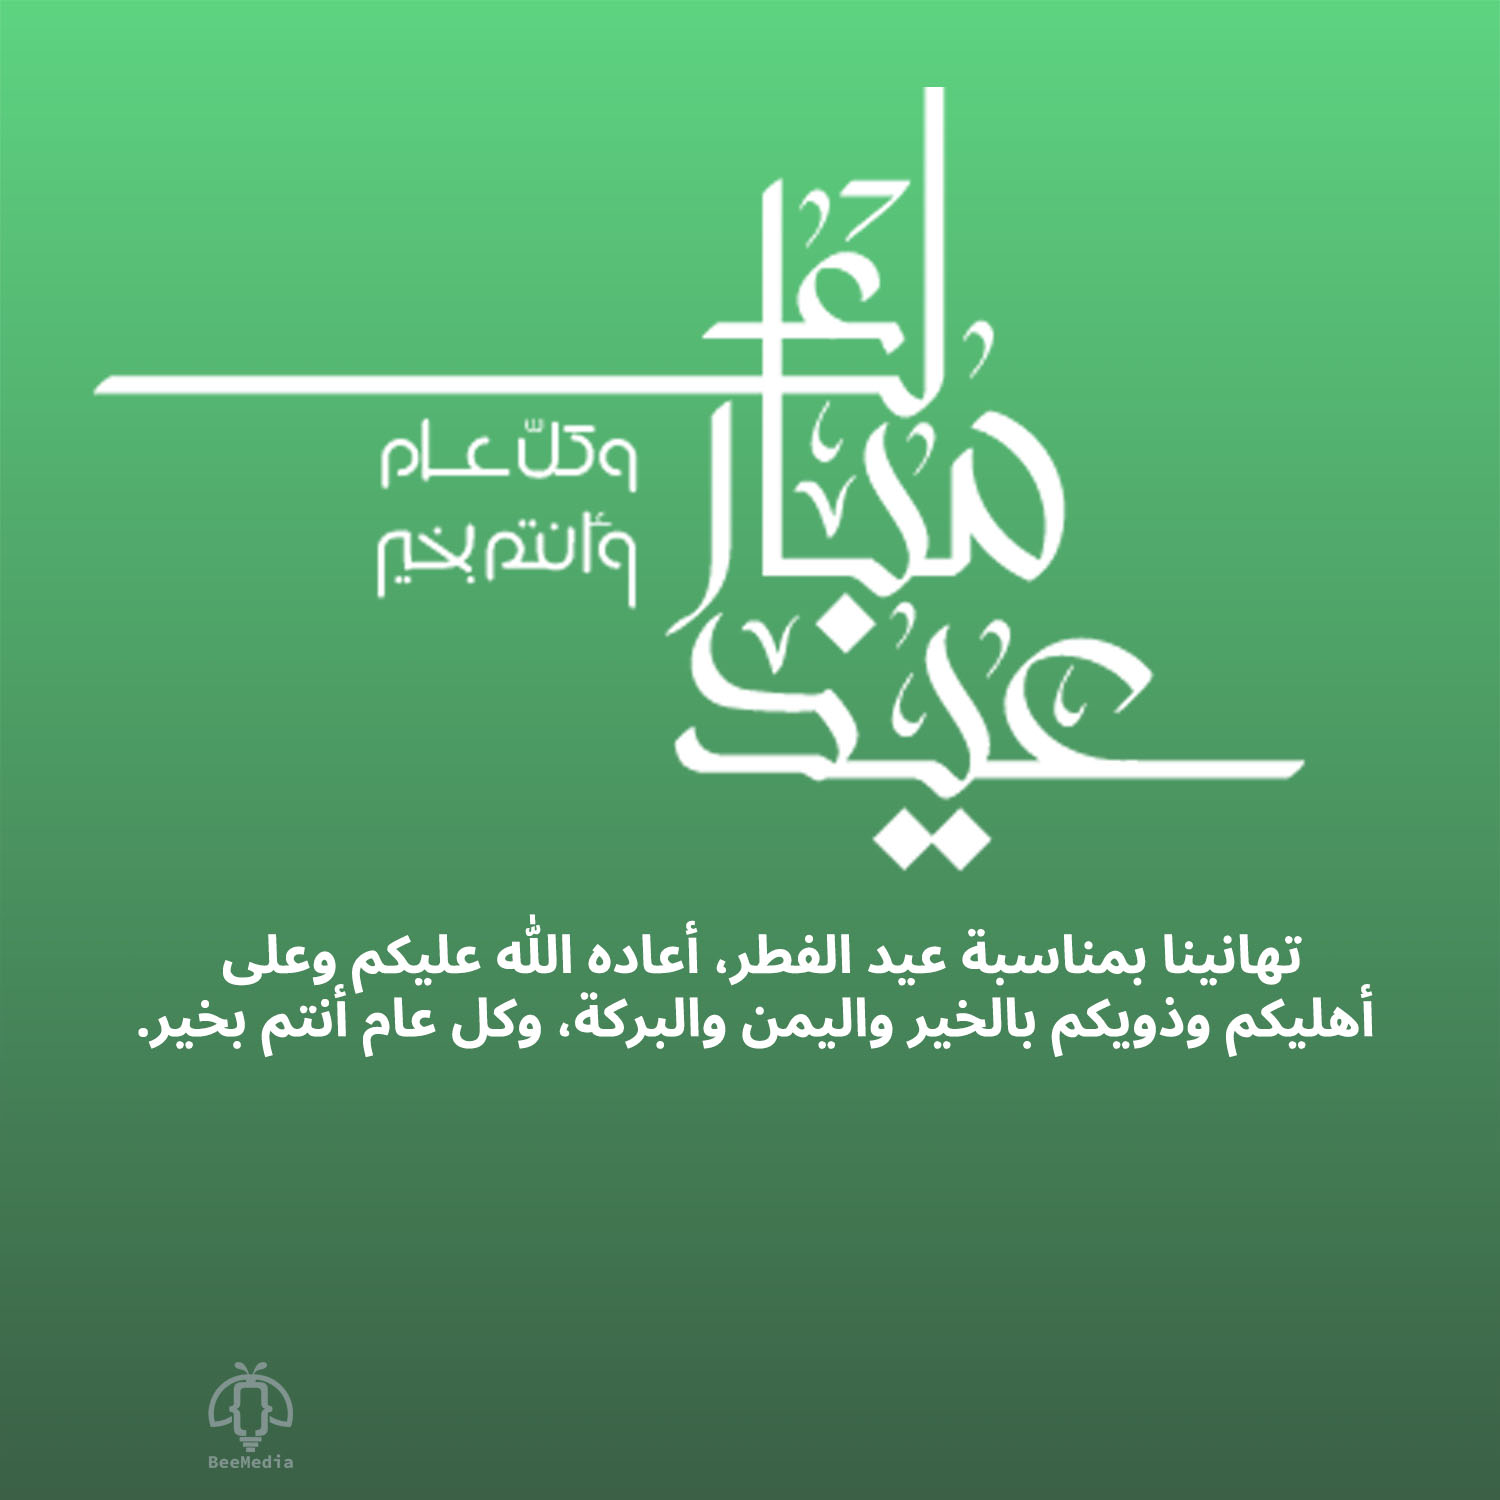 عيد مبارك
وكلّ عام
وأنتم بخير
تهانينا بمناسبة عيد الفطر، أعاده الله عليكم وعلى
أهليكم وذويكم بالخير واليمن والبركة، وكل عام أنتم بخير.
BeeMedia